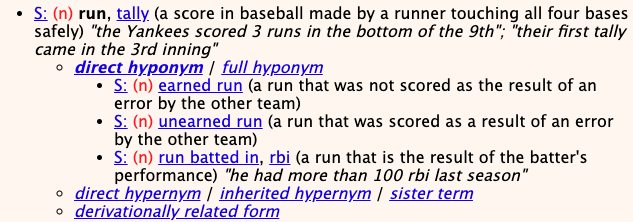 • S: (n) run, tally (a score in baseball made by a runner touching all four bases
safely) "the Yankees scored 3 runs in the bottom of the 9th"; "their first tally
came in the 3rd inning"
◦ direct hyponym / full hyponym
• S: (n) earned run (a run that was not scored as the result of an
error by the other team)
• S: (n) unearned run (a run that was scored as a result of an error
by the other team)
• S: (n) run batted in, rbi (a run that is the result of the batter's
performance) "he had more than 100 rbi last season"
◦ direct hypernym / inherited hypernym / sister term
◦ derivationally related form